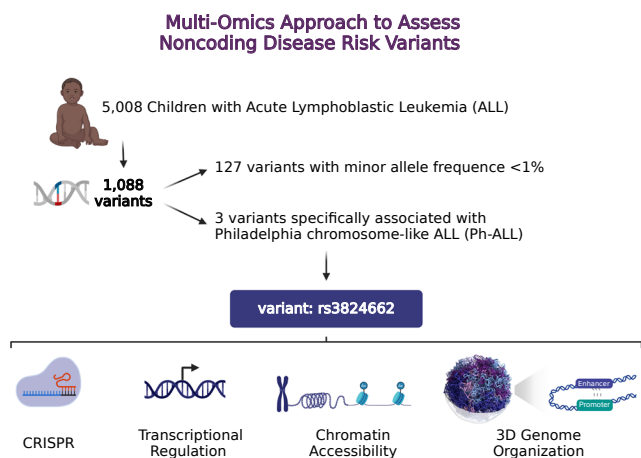 Multi-Omics Approach to Assess
Noncoding Disease Risk Variants
5,008 Children with Acute Lymphoblastic Leukemia (ALL)
1,088
variants
127 variants with minor allele frequency <1%
3 variants specifically associated with
Philadelphia chromosome-like ALL (Ph-ALL)
variant: rs3824662
Enhancer
Promoter
CRISPR
Transcriptional
Regulation
Chromatin
Accessibility
3D Genome
Organization